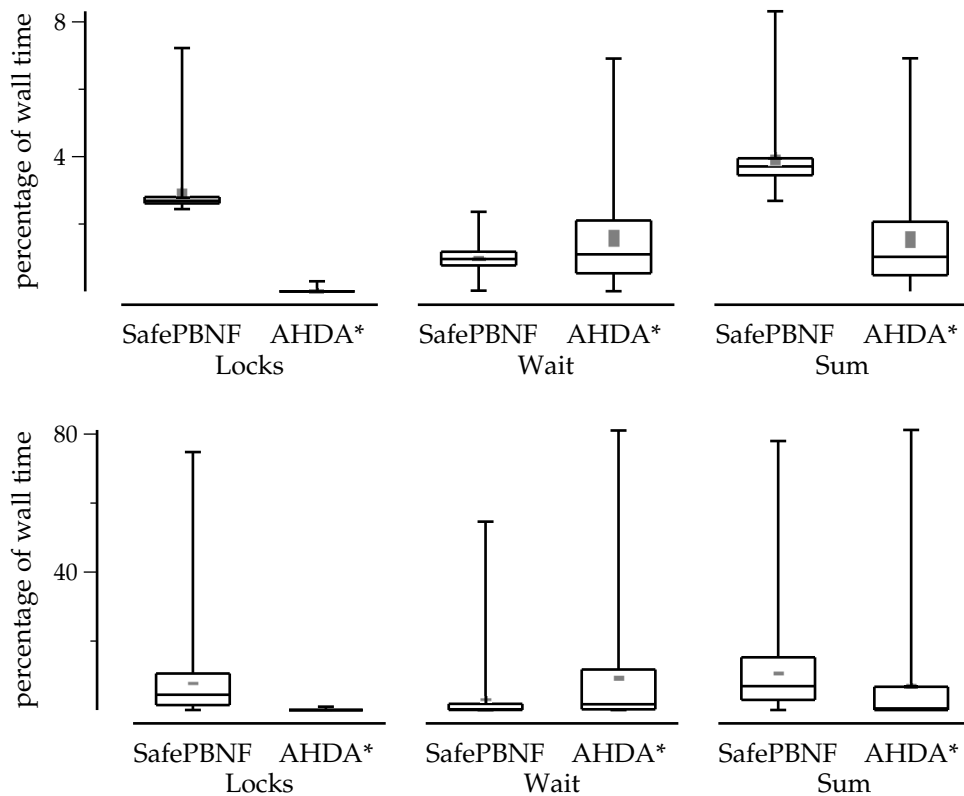 percentage of wall time
8
4
SafePBNF AHDA* SafePBNF AHDA* SafePBNF AHDA*
Locks Wait Sum
percentage of wall time
80
40
SafePBNF AHDA* SafePBNF AHDA* SafePBNF AHDA*
Locks Wait Sum